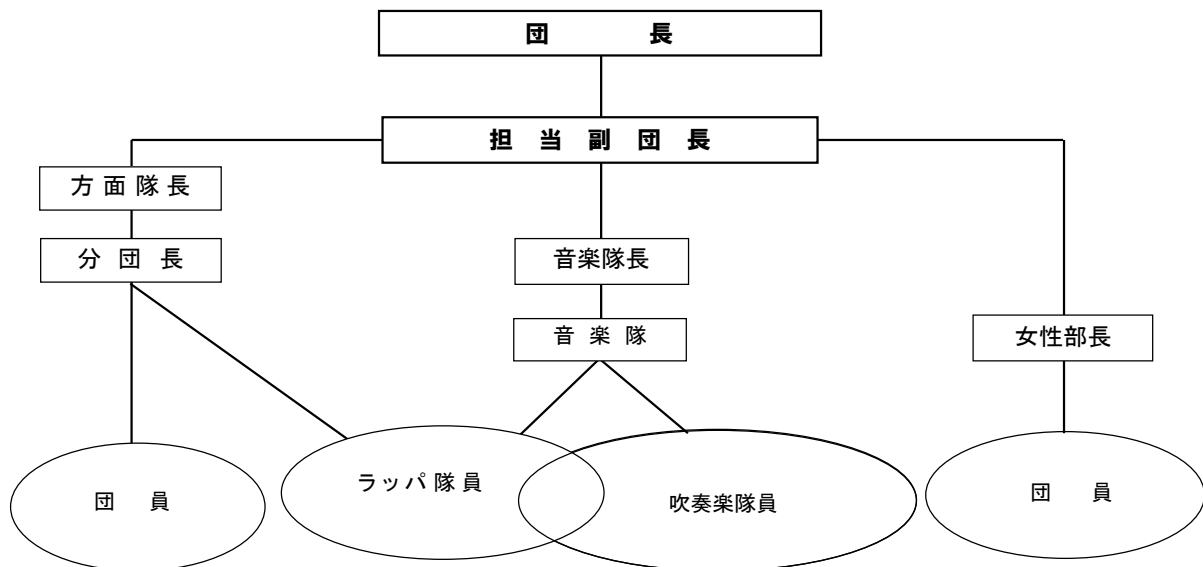 団長
担当副団長
方面隊長
分団長
音楽隊長
音楽隊
女性部長
団員
ラッパ隊員
吹奏楽隊員
団員